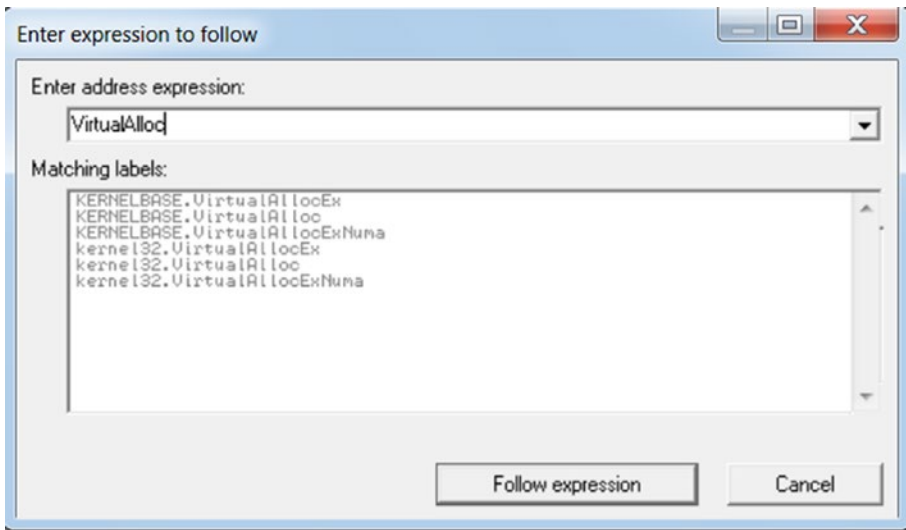 Enter expression to follow
Enter address expression:
VirtualAlloc
Matching labels:
KERNELBASE.VirtualAllocEx
KERNELBASE.VirtualAlloc
KERNELBASE.VirtualAllocExNuma
kernel32.VirtualAllocEx
kernel32.VirtualAlloc
kernel32.VirtualAllocExNuma
Follow expression
Cancel